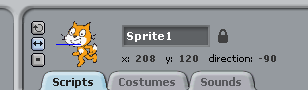 Sprite1
x: 208 y: 120 direction: -90
Scripts Costumes Sounds